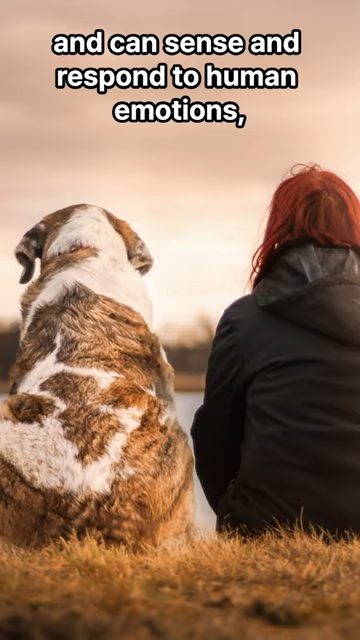 and can sense and
respond to human
emotions,